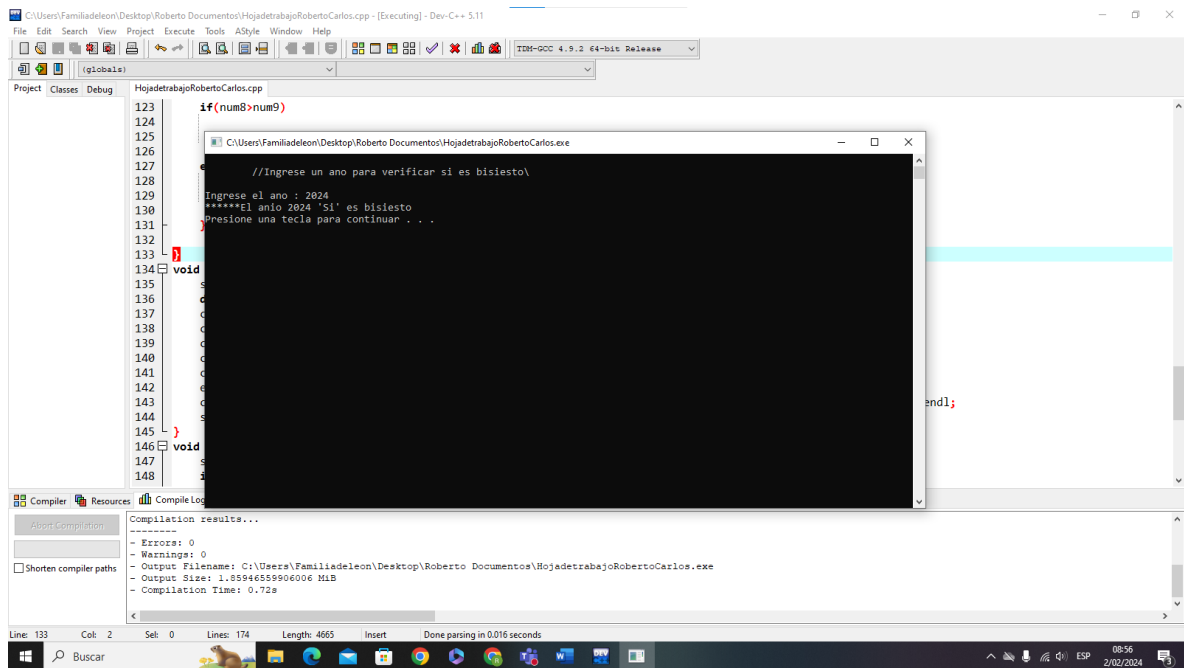 C:\Users\Familiadeleon\Desktop\Roberto Documentos\HojadetrabajoRobertoCarlos.cpp - [Executing] - Dev-C++ 5.11
File Edit Search View Project Execute Tools AStyle Window Help
TDM-GCC 4.9.2 64-bit Release
(globals)
Project Classes Debug HojadetrabajoRobertoCarlos.cpp
123 if(num8>num9)
124
125
C:\Users\Familiadeleon\Desktop\Roberto Documentos\HojadetrabajoRobertoCarlos.exe
126
127 e
128
129
130
131 }
132
133 }
134 void
135 s
136 d
137 c
138 c
139 c
140 c
141 c
142 e
143 c endl;
144 s
145 }
146 void
147 s
148 i
//Ingrese un ano para verificar si es bisiesto\
Ingrese el ano : 2024
******El anio 2024 'Si' es bisiesto
Presione una tecla para continuar . . .
Compiler Resources Compile Log
Abort Compilation
Shorten compiler paths
Compilation results...
--------
- Errors: 0
- Warnings: 0
- Output Filename: C:\Users\Familiadeleon\Desktop\Roberto Documentos\HojadetrabajoRobertoCarlos.exe
- Output Size: 1.85946559906006 MiB
- Compilation Time: 0.72s
Line: 133 Col: 2 Sel: 0 Lines: 174 Length: 4665 Insert Done parsing in 0.016 seconds
Buscar
ESP
08:56
2/02/2024